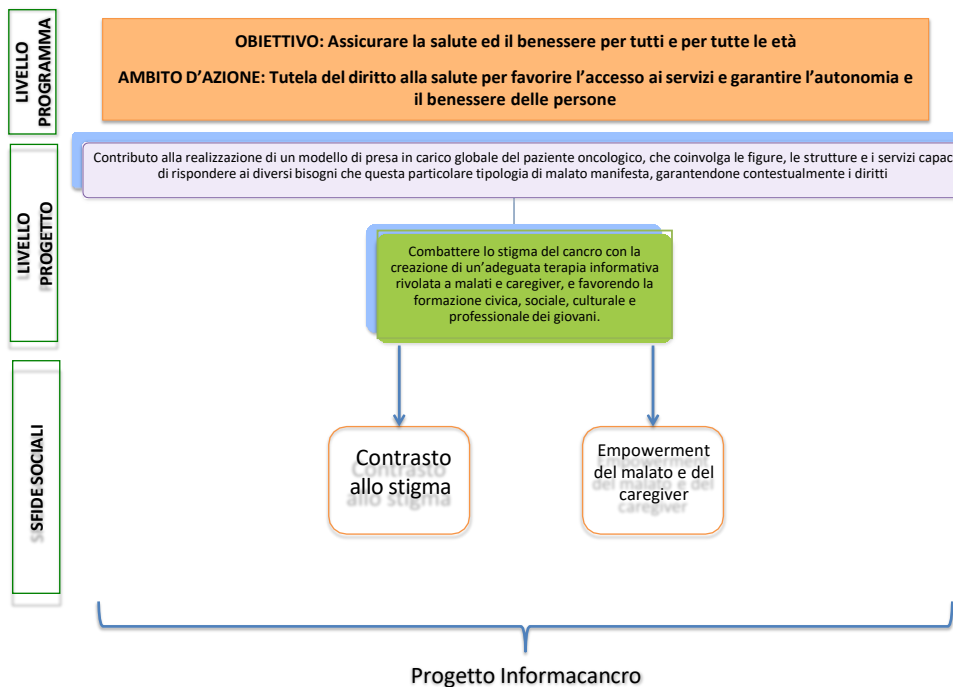 LIVELLO
PROGRAMMA
OBIETTIVO: Assicurare la salute ed il benessere per tutti e per tutte le età
AMBITO D’AZIONE: Tutela del diritto alla salute per favorire l’accesso ai servizi e garantire l’autonomia e
il benessere delle persone
LIVELLO
PROGETTO
Contributo alla realizzazione di un modello di presa in carico globale del paziente oncologico, che coinvolga le figure, le strutture e i servizi capac
di rispondere ai diversi bisogni che questa particolare tipologia di malato manifesta, garantendone contestualmente i diritti
Combattere lo stigma del cancro con la
creazione di un’adeguata terapia informativa
rivolata a malati e caregiver, e favorendo la
formazione civica, sociale, culturale e
professionale dei giovani.
SFIDE SOCIALI
Contrasto
allo stigma
Empowerment
del malato e del
caregiver
Progetto Informacancro